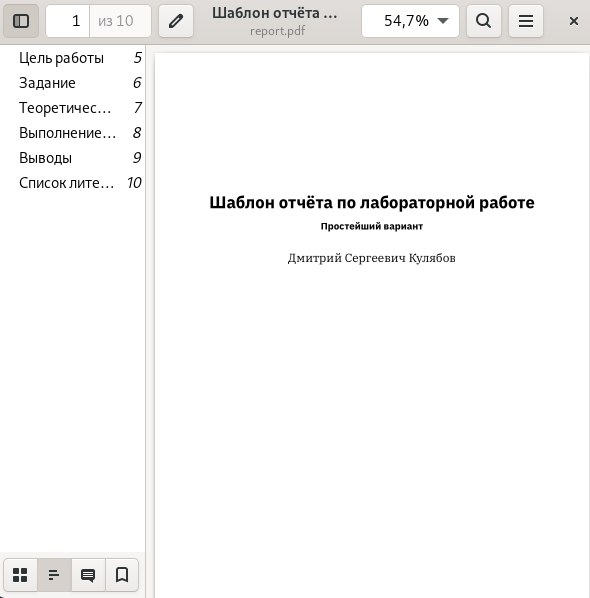 1 из 10
Шаблон отчёта ...
report.pdf
54,7%
Цель работы 5
Задание 6
Теоретичес... 7
Выполнение... 8
Выводы 9
Список лите... 10
Шаблон отчёта по лабораторной работе
Простейший вариант
Дмитрий Сергеевич Кулябов